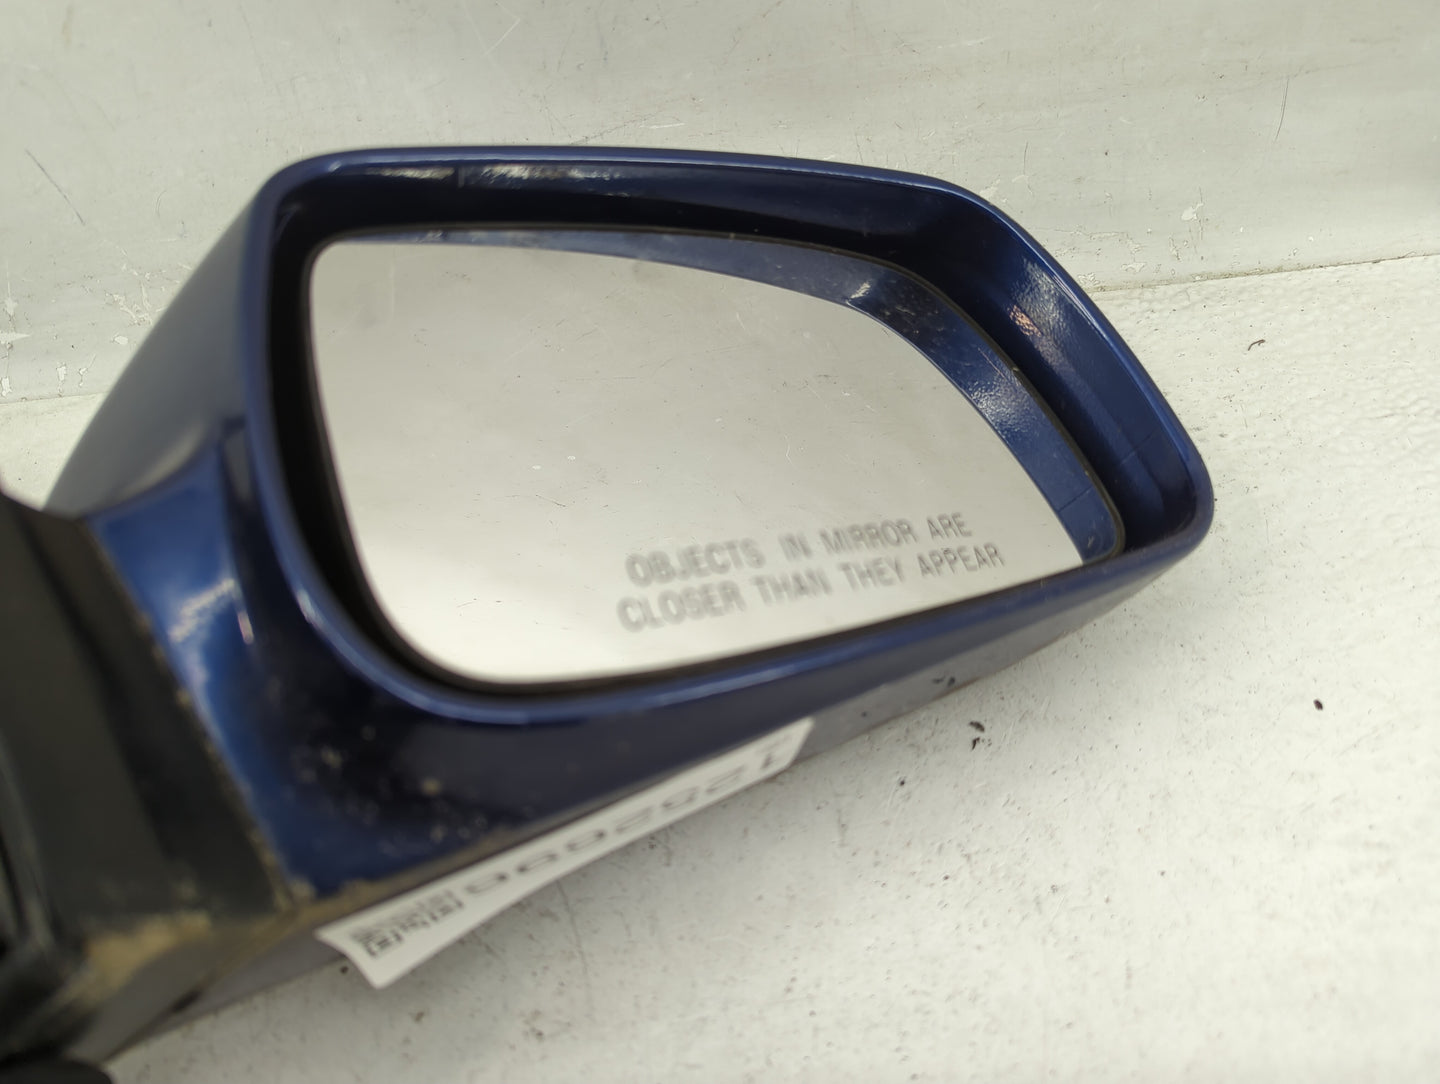 OBJECTS IN MIRROR ARE
CLOSER THAN THEY APPEAR